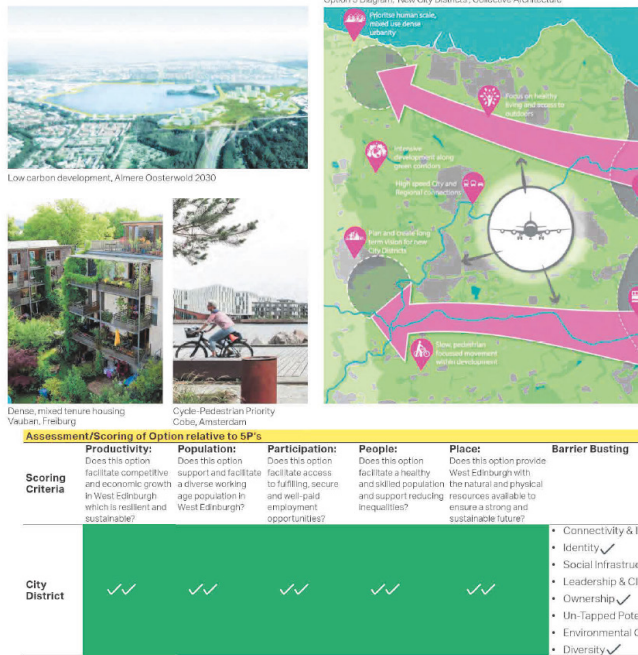 Option 3 Diagram, 'New City Districts', Collective Architecture
Prioritise human scale,
mixed use dense
urbanity
Focus on healthy
living and access to
outdoors
Intensive
development along
green corridors
High speed City and
Regional connections
Plan and create long
term vision for new
City Districts
Slow, pedestrian
focussed movement
within development
Low carbon development, Almere Oosterwold 2030
Dense, mixed tenure housing
Vauban, Freiburg
Cycle-Pedestrian Priority
Cobe, Amsterdam
Assessment/Scoring of Option relative to 5P's
Scoring
Criteria
Productivity:
Does this option
facilitate competitive
and economic growth
in West Edinburgh
which is resilient and
sustainable?
Population:
Does this option
support and facilitate
a diverse working
age population in
West Edinburgh?
Participation:
Does this option
facilitate access
to fulfilling, secure
and well-paid
employment
opportunities?
People:
Does this option
facilitate a healthy
and skilled population
and support reducing
inequalities?
Place:
Does this option provide
West Edinburgh with
the natural and physical
resources available to
ensure a strong and
sustainable future?
Barrier Busting
City
District
✓✓ ✓✓ ✓✓ ✓✓ ✓✓
• Connectivity &
• Identity ✓
• Social
• Leadership &
• Ownership ✓
• Un-Tapped
• Environmental
• Diversity ✓